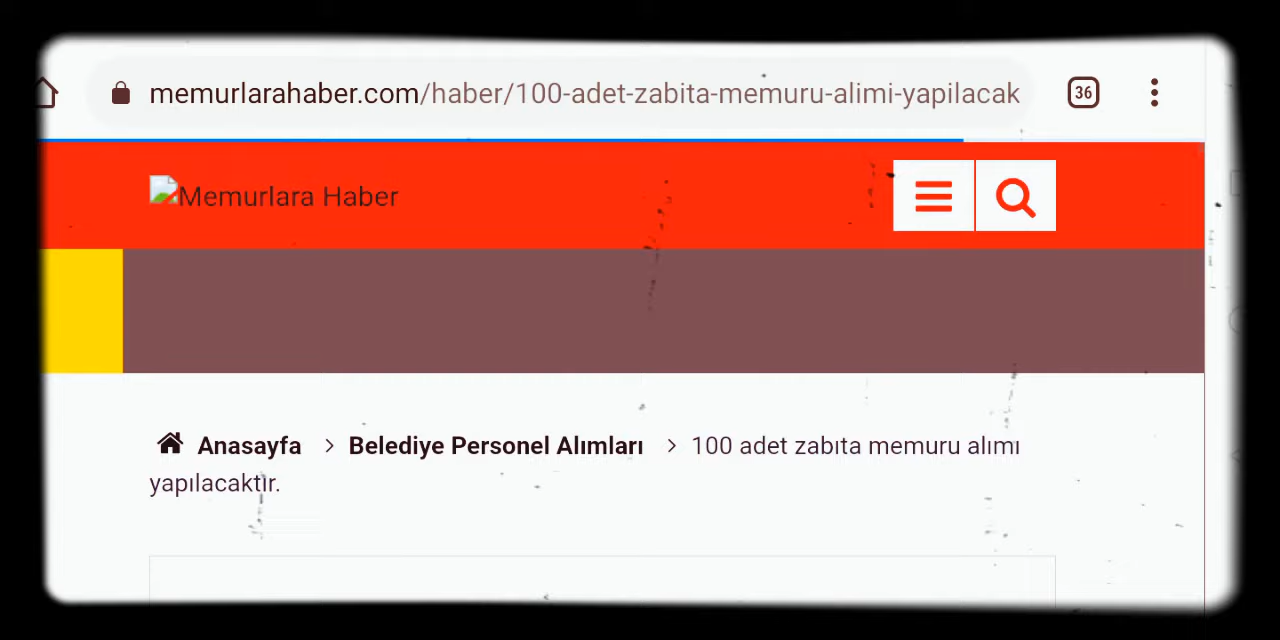 memurlarahaber.com/haber/100-adet-zabita-memuru-alimi-yapilacak
36
Memurlara Haber
Anasayfa > Belediye Personel Alımları > 100 adet zabıta memuru alımı
yapılacaktır.